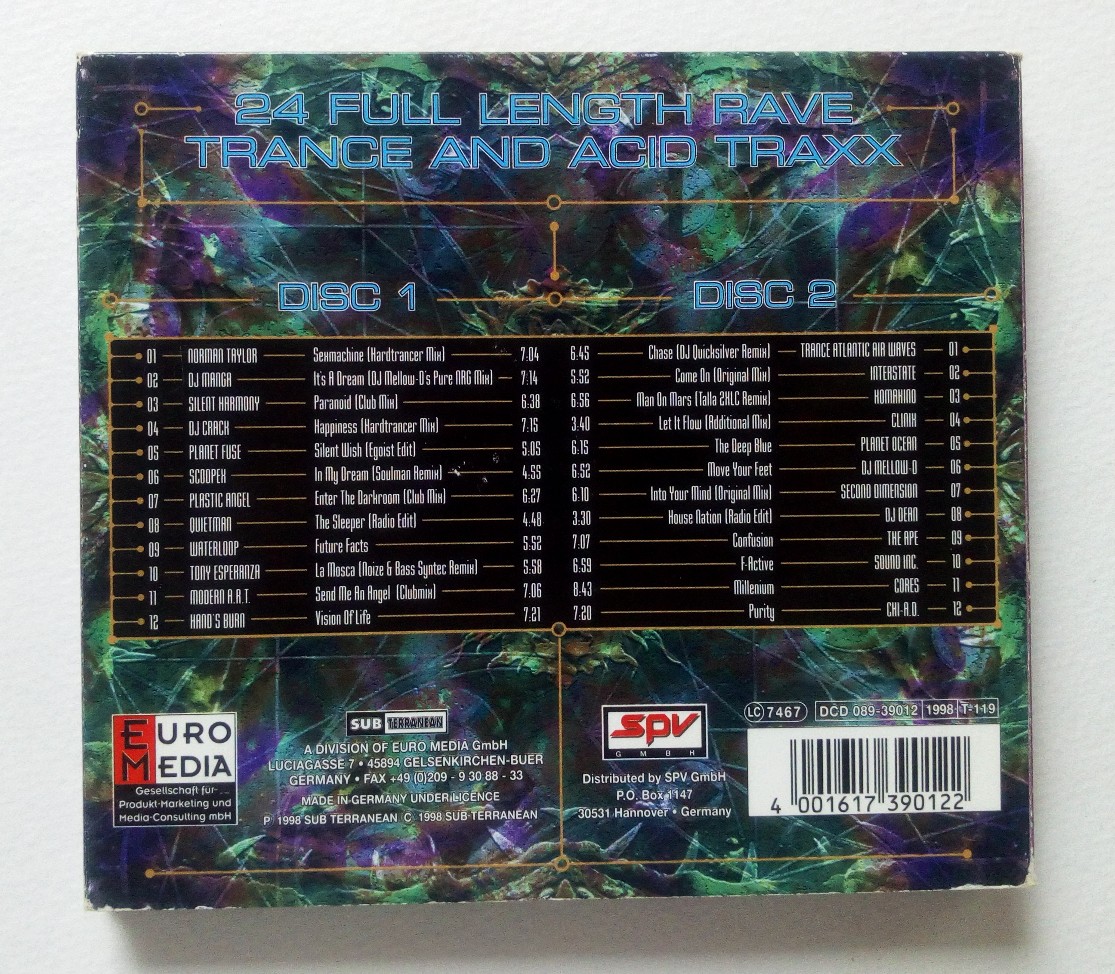 24 FULL LENGTH RAVE
TRANCE AND ACID TRAXX
DISC 1
01 NORMAN TAYLOR Sexmachine (Hardtrancer Mix) 7:04
02 DJ MANGA It's A Dream (DJ Mellow-D's Pure NRG Mix) 7:14
03 SILENT HARMONY Paranoid (Club Mix) 6:38
04 DJ CRACK Happiness (Hardtrancer Mix) 7:15
05 PLANET FUSE Silent Wish (Egoist Edit) 5:05
06 SCOOPEX In My Dream (Soulman Remix) 4:55
07 PLASTIC ANGEL Enter The Darkroom (Club Mix) 6:27
08 QUIETMAN The Sleeper (Radio Edit) 4.48
09 WATERLOOP Future Facts 5:52
10 TONY ESPERANZA La Mosca (Noize & Bass Syntec Remix) 5:58
11 MODERN A.R.T. Send Me An Angel (Clubmix) 7:06
12 HAND'S BURN Vision Of Life 7:21
DISC 2
6:45 Chase (DJ Quicksilver Remix) TRANCE ATLANTIC AIR WAVES 01
5:52 Come On (Original Mix) INTERSTATE 02
6:56 Man On Mars (Talla 2XLC Remix) HOMAKINO 03
3.40 Let It Flow (Additional Mix) CLINIX 04
6:15 The Deep Blue PLANET OCEAN 05
6:52 Move Your Feet DJ MELLOW-D 06
6:10 Into Your Mind (Original Mix) SECOND DIMENSION 07
3:30 House Nation (Radio Edit) DJ DEAN 08
7:07 Confusion THE APE 09
6:59 F-Active SOUND INC. 10
8:43 Millenium CORES 11
7:20 Purity CHI-A.D. 12
EURO
MEDIA
Gesellschaft für
Produkt-Marketing und
Media-Consulting mbH
SUB TERRANEAN
A DIVISION OF EURO MEDIA GmbH
LUCIAGASSE 7 • 45894 GELSENKIRCHEN-BUER
GERMANY • FAX +49 (0)209 - 9 30 88 - 33
MADE IN GERMANY UNDER LICENCE
P 1998 SUB TERRANEAN C 1998 SUB TERRANEAN
SPV
GMBH
Distributed by SPV GmbH
P.O. Box 1147
30531 Hannover • Germany
LC 7467 DCD 089-39012 1998 T-119
4 001617 390122